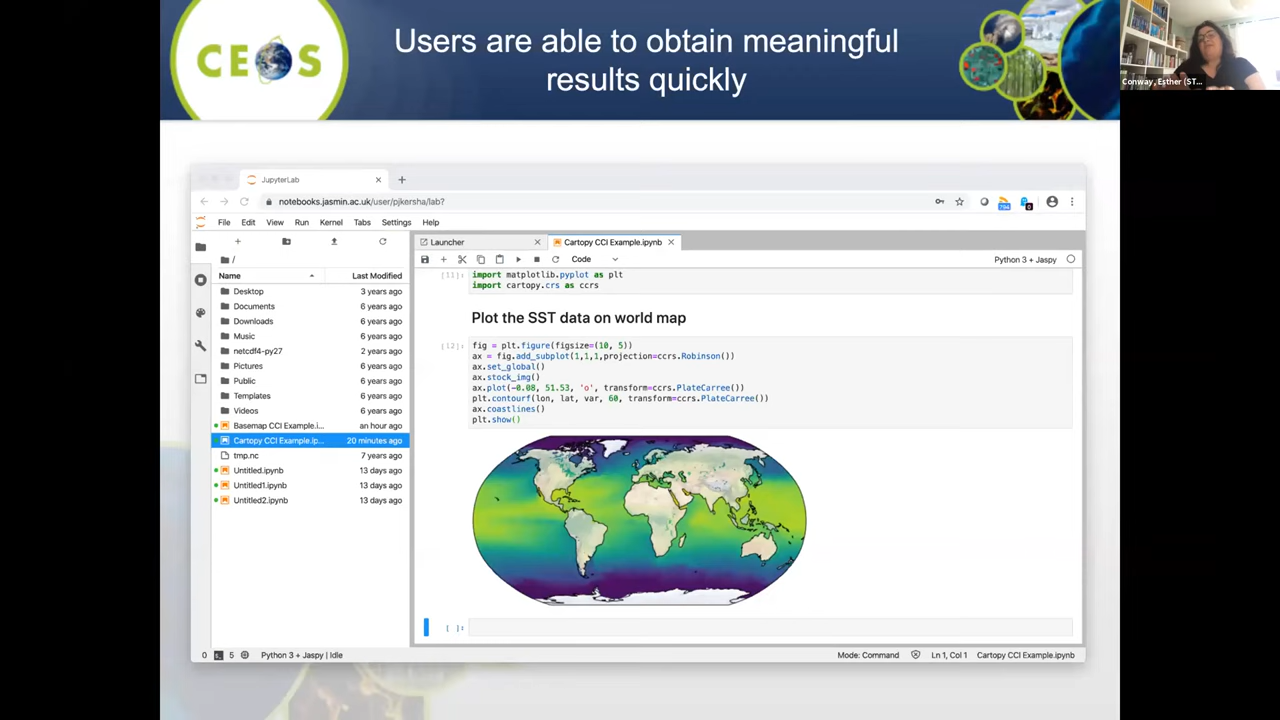 CEOS
Users are able to obtain meaningful
results quickly
Conway, Esther (ST...
JupyterLab
notebooks.jasmin.ac.uk/user/pjkersha/lab?
File Edit View Run Kernel Tabs Settings Help
Launcher
Cartopy CCI Example.ipynb
/
Code
Python 3 + Jaspy
Name Last Modified
Desktop 3 years ago
Documents 6 years ago
Downloads 6 years ago
Music 6 years ago
netcdf4-py27 2 years ago
Pictures 6 years ago
Public 6 years ago
Templates 6 years ago
Videos 6 years ago
Basemap CCI Example.i... an hour ago
Cartopy CCI Example.ip... 20 minutes ago
tmp.nc 7 years ago
Untitled.ipynb 13 days ago
Untitled1.ipynb 13 days ago
Untitled2.ipynb 13 days ago
[11]: import matplotlib.pyplot as plt
import cartopy.crs as ccrs
Plot the SST data on world map
[12]: fig = plt.figure(figsize=(10, 5))
ax = fig.add_subplot(1,1,1,projection=ccrs.Robinson())
ax.set_global()
ax.stock_img()
ax.plot(-0.08, 51.53, 'o', transform=ccrs.PlateCarree())
plt.contourf(lon, lat, var, 60, transform=ccrs.PlateCarree())
ax.coastlines()
plt.show()
[ ]:
0 5 Python 3 + Jaspy | Idle
Mode: Command Ln 1, Col 1 Cartopy CCI Example.ipynb